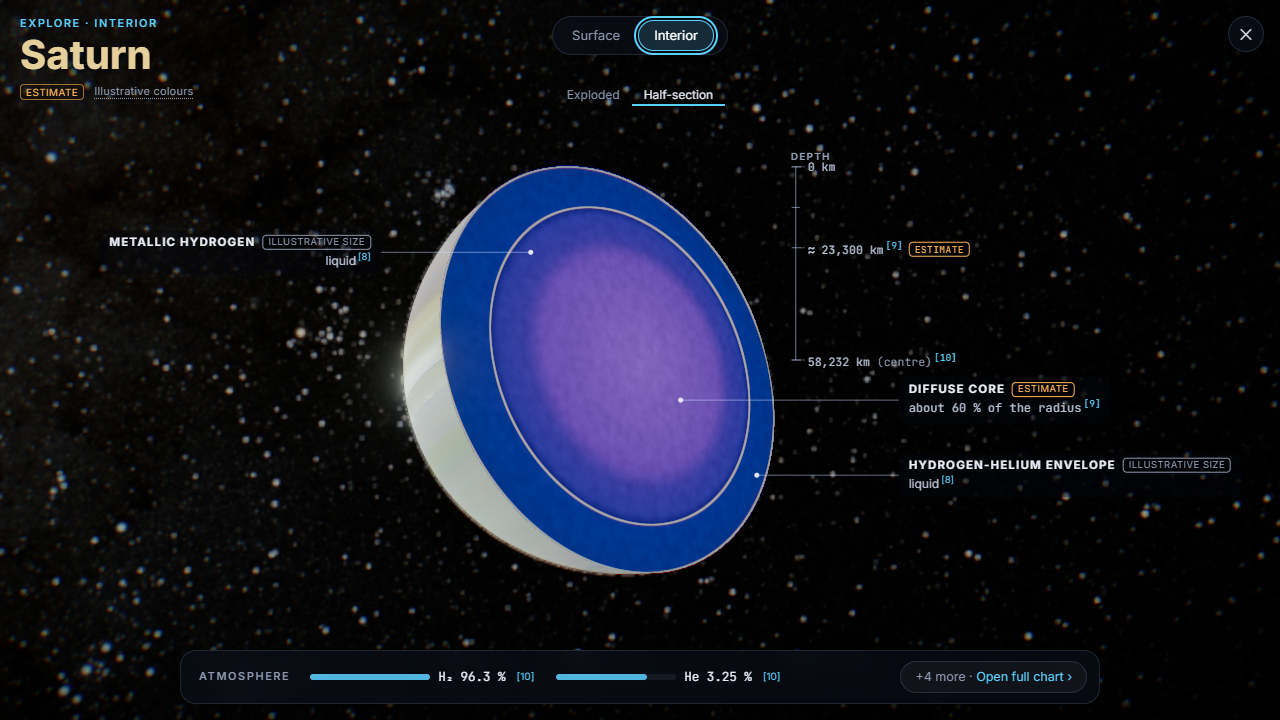 EXPLORE · INTERIOR
Saturn
ESTIMATE Illustrative colours
Surface Interior
Exploded Half-section
DEPTH
0 km
METALLIC HYDROGEN ILLUSTRATIVE SIZE
liquid[8]
≈ 23,300 km[9] ESTIMATE
58,232 km (centre)[10]
DIFFUSE CORE ESTIMATE
about 60 % of the radius[9]
HYDROGEN-HELIUM ENVELOPE ILLUSTRATIVE SIZE
liquid[8]
ATMOSPHERE H₂ 96.3 % [10] He 3.25 % [10] +4 more · Open full chart ›